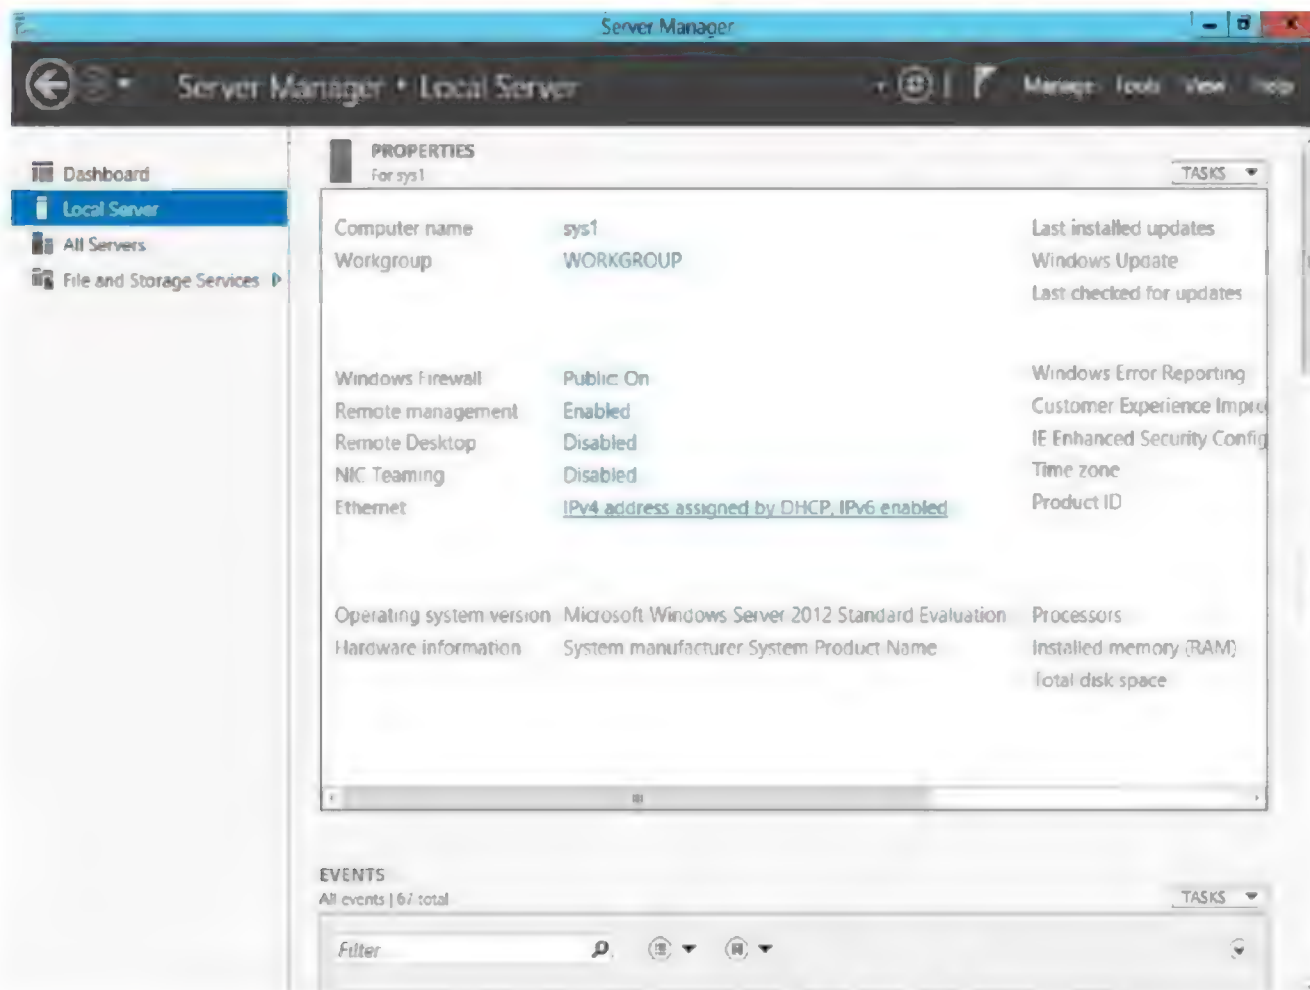 Server Manager
Server Manager • Local Server
Manage Tools View Help
Dashboard
Local Server
All Servers
File and Storage Services
PROPERTIES
For sys1
TASKS
Computer name sys1 Last installed updates
Workgroup WORKGROUP Windows Update
Last checked for updates
Windows Firewall Public: On Windows Error Reporting
Remote management Enabled Customer Experience Impro
Remote Desktop Disabled IE Enhanced Security Config
NIC Teaming Disabled Time zone
Ethernet IPv4 address assigned by DHCP, IPv6 enabled Product ID
Operating system version Microsoft Windows Server 2012 Standard Evaluation Processors
Hardware information System manufacturer System Product Name Installed memory (RAM)
Total disk space
EVENTS
All events | 67 total
TASKS
Filter